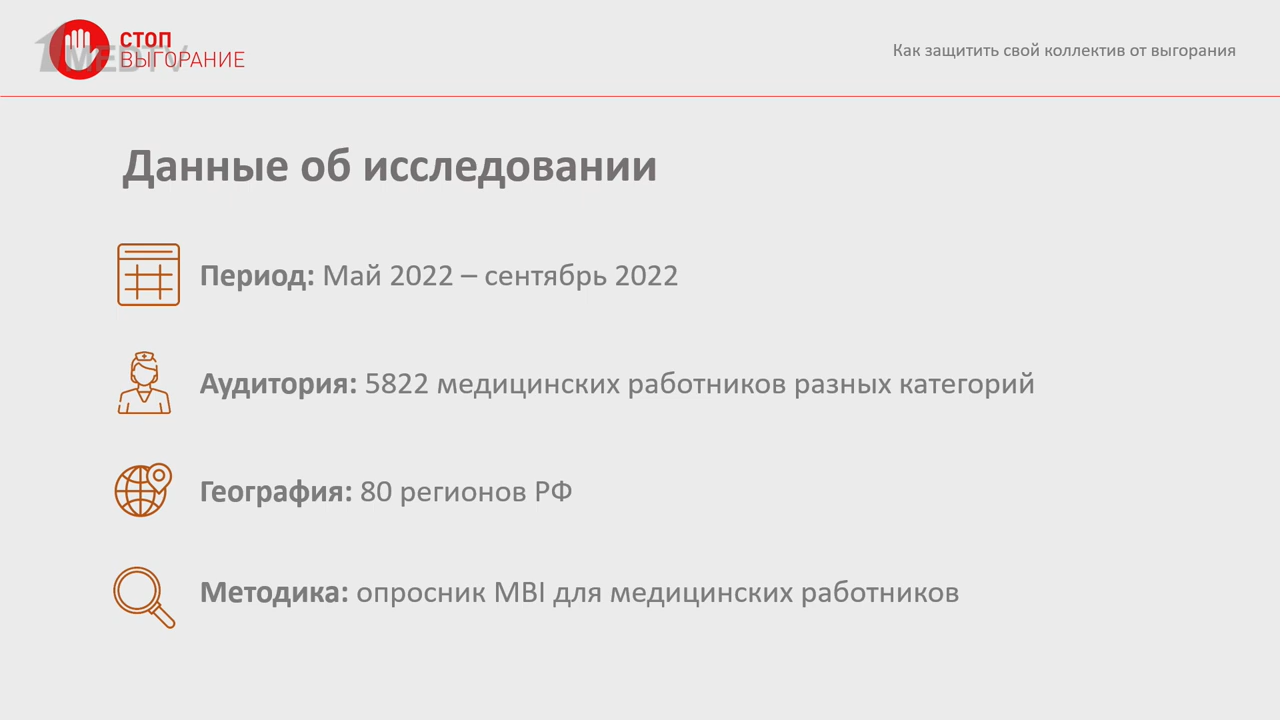 СТОП
ВЫГОРАНИЕ
1MEDTV
Как защитить свой коллектив от выгорания
Данные об исследовании
Период: Май 2022 – сентябрь 2022
Аудитория: 5822 медицинских работников разных категорий
География: 80 регионов РФ
Методика: опросник MBI для медицинских работников